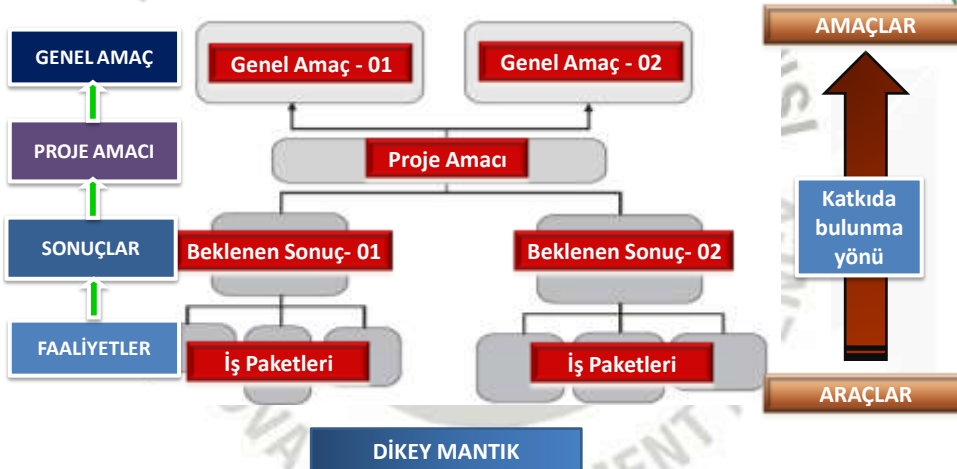 AMAÇLAR
GENEL AMAÇ
Genel Amaç - 01
Genel Amaç - 02
PROJE AMACI
Proje Amacı
Katkıda
bulunma
yönü
SONUÇLAR
Beklenen Sonuç- 01
Beklenen Sonuç- 02
FAALİYETLER
İş Paketleri
İş Paketleri
ARAÇLAR
DİKEY MANTIK